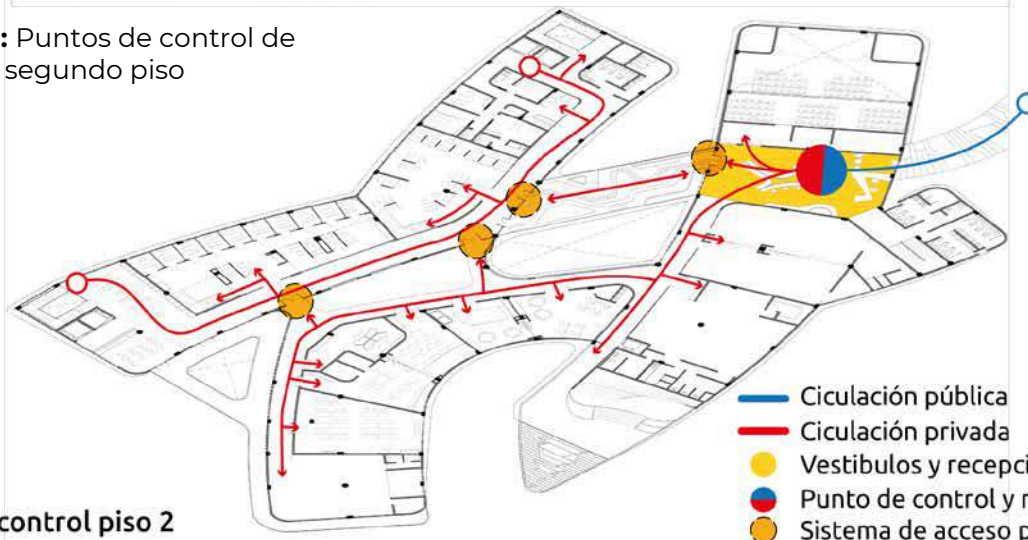 : Puntos de control de
segundo piso
Ciculación pública
Ciculación privada
Vestibulos y recepci
Punto de control y r
Sistema de acceso p
control piso 2